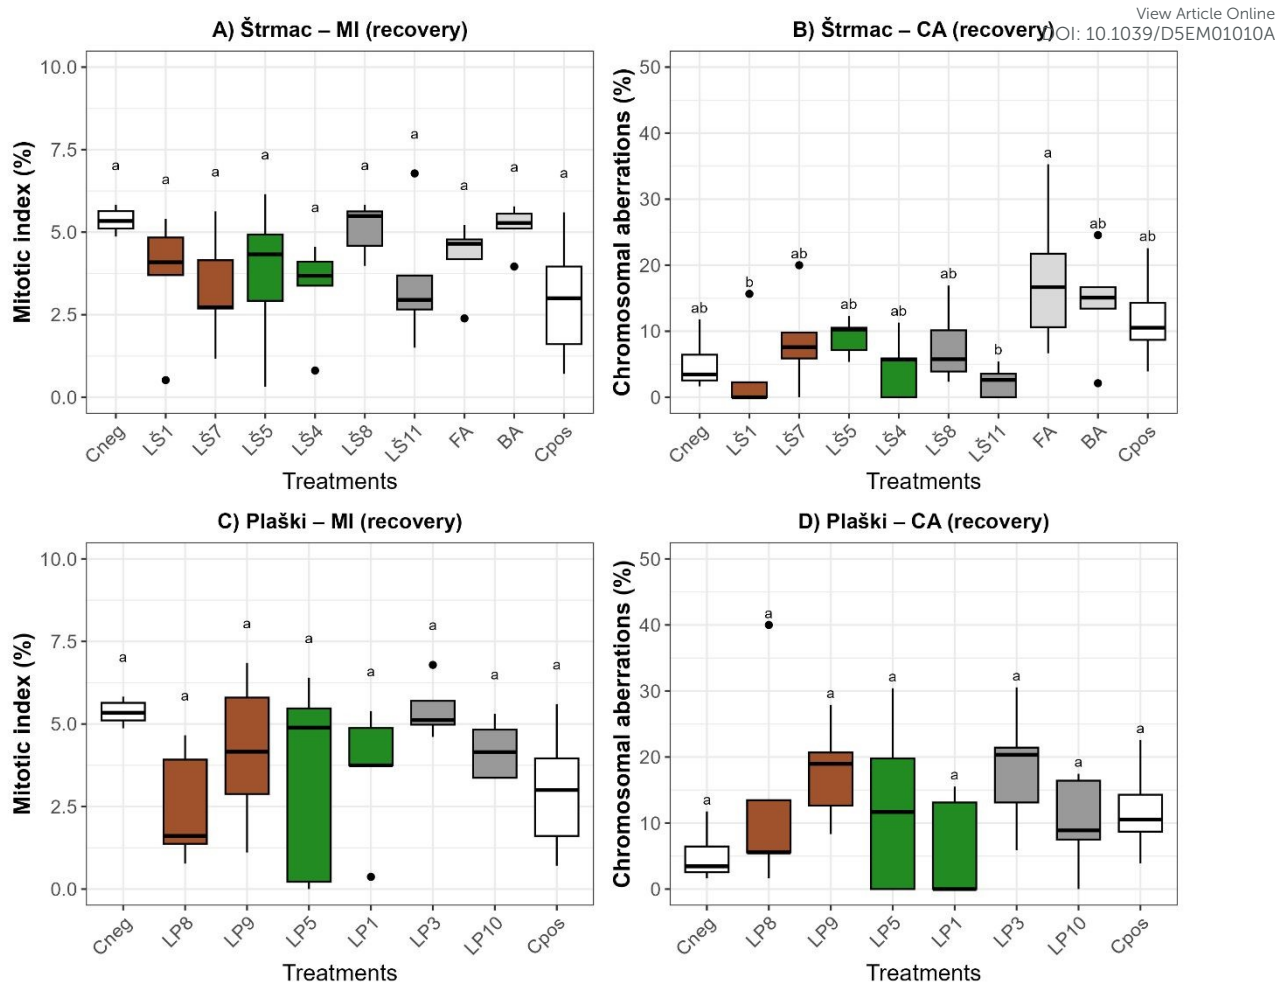 View Article Online
DOI: 10.1039/D5EM01010A
A) Štrmac – MI (recovery)
10.0
7.5
5.0
2.5
0.0
Mitotic index (%)
a a a a a a a a a a
Cneg LŠ1 LŠ7 LŠ5 LŠ4 LŠ8 LŠ11 FA BA Cpos
Treatments
B) Štrmac – CA (recovery)
50
40
30
20
10
0
Chromosomal aberrations (%)
ab b ab ab ab ab b a ab ab
Cneg LŠ1 LŠ7 LŠ5 LŠ4 LŠ8 LŠ11 FA BA Cpos
Treatments
C) Plaški – MI (recovery)
10.0
7.5
5.0
2.5
0.0
Mitotic index (%)
a a a a a a a a
Cneg LP8 LP9 LP5 LP1 LP3 LP10 Cpos
Treatments
D) Plaški – CA (recovery)
50
40
30
20
10
0
Chromosomal aberrations (%)
a a a a a a a a
Cneg LP8 LP9 LP5 LP1 LP3 LP10 Cpos
Treatments